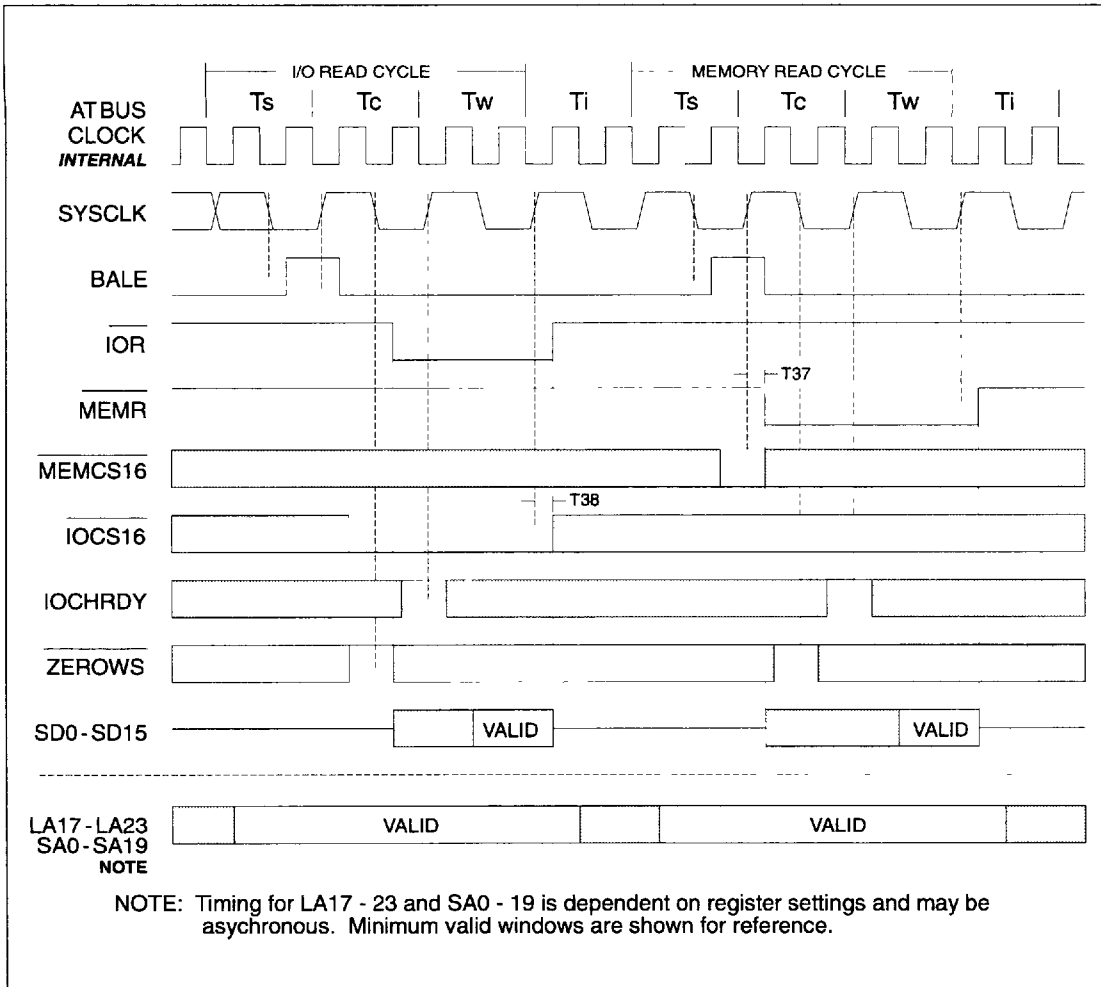 I/O READ CYCLE
MEMORY READ CYCLE
Ts Tc Tw Ti Ts Tc Tw Ti
AT BUS
CLOCK
INTERNAL
SYSCLK
BALE
IOR
T37
MEMR
MEMCS16
T38
IOCS16
IOCHRDY
ZEROWS
SD0 - SD15
VALID
VALID
LA17 - LA23
SA0 - SA19
NOTE
VALID
VALID
NOTE: Timing for LA17 - 23 and SA0 - 19 is dependent on register settings and may be
asychronous. Minimum valid windows are shown for reference.